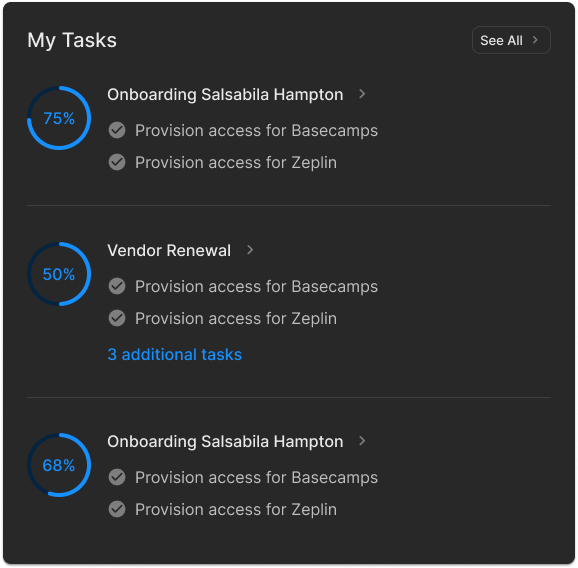 My Tasks
See All
Onboarding Salsabila Hampton
75%
Provision access for Basecamps
Provision access for Zeplin
Vendor Renewal
50%
Provision access for Basecamps
Provision access for Zeplin
3 additional tasks
Onboarding Salsabila Hampton
68%
Provision access for Basecamps
Provision access for Zeplin